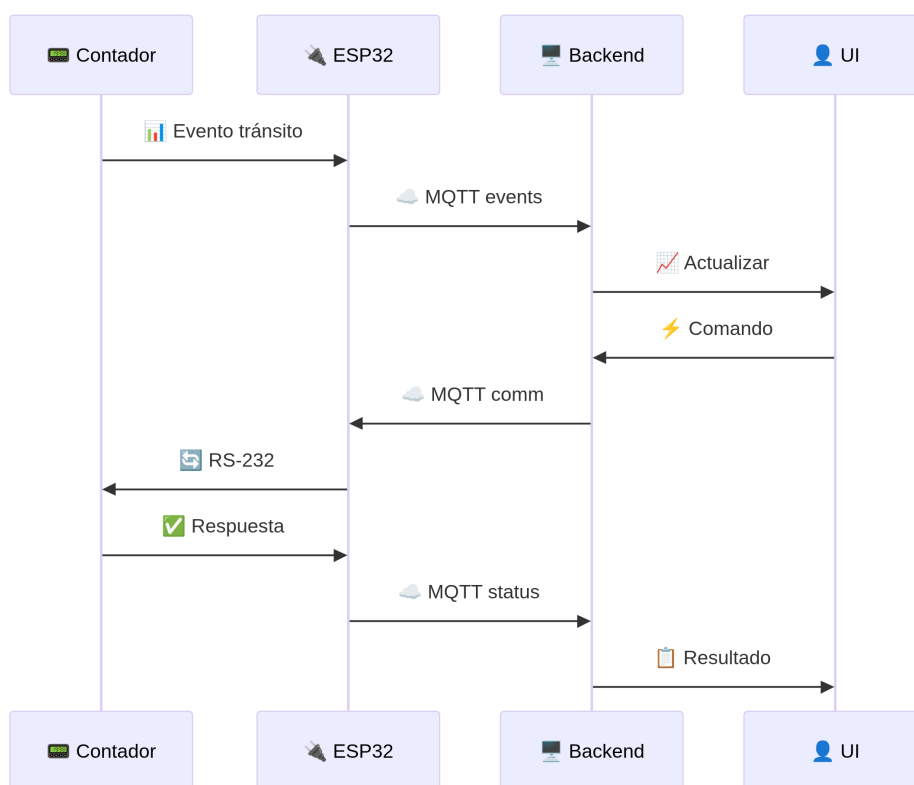 📟 Contador
🔌 ESP32
🖥️ Backend
👤 UI
📊 Evento tránsito
☁️ MQTT events
📈 Actualizar
⚡ Comando
☁️ MQTT comm
🔄 RS-232
✅ Respuesta
☁️ MQTT status
📋 Resultado
📟 Contador
🔌 ESP32
🖥️ Backend
👤 UI